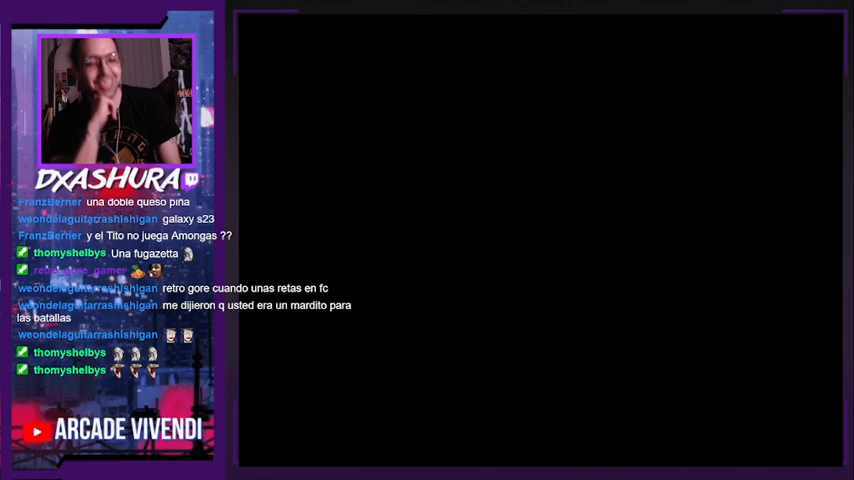 DXASHURA
FranzBerner una doble queso piña
weondelaguitarrashishigan galaxy s23
FranzBerner y el Tito no juega Amongas ??
thomyshelbys Una fugazetta
retro_gore_gamer
weondelaguitarrashishigan retro gore cuando unas retas en fc
weondelaguitarrashishigan me dijieron q usted era un mardito para
las batallas
weondelaguitarrashishigan
thomyshelbys
thomyshelbys
ARCADE VIVENDI